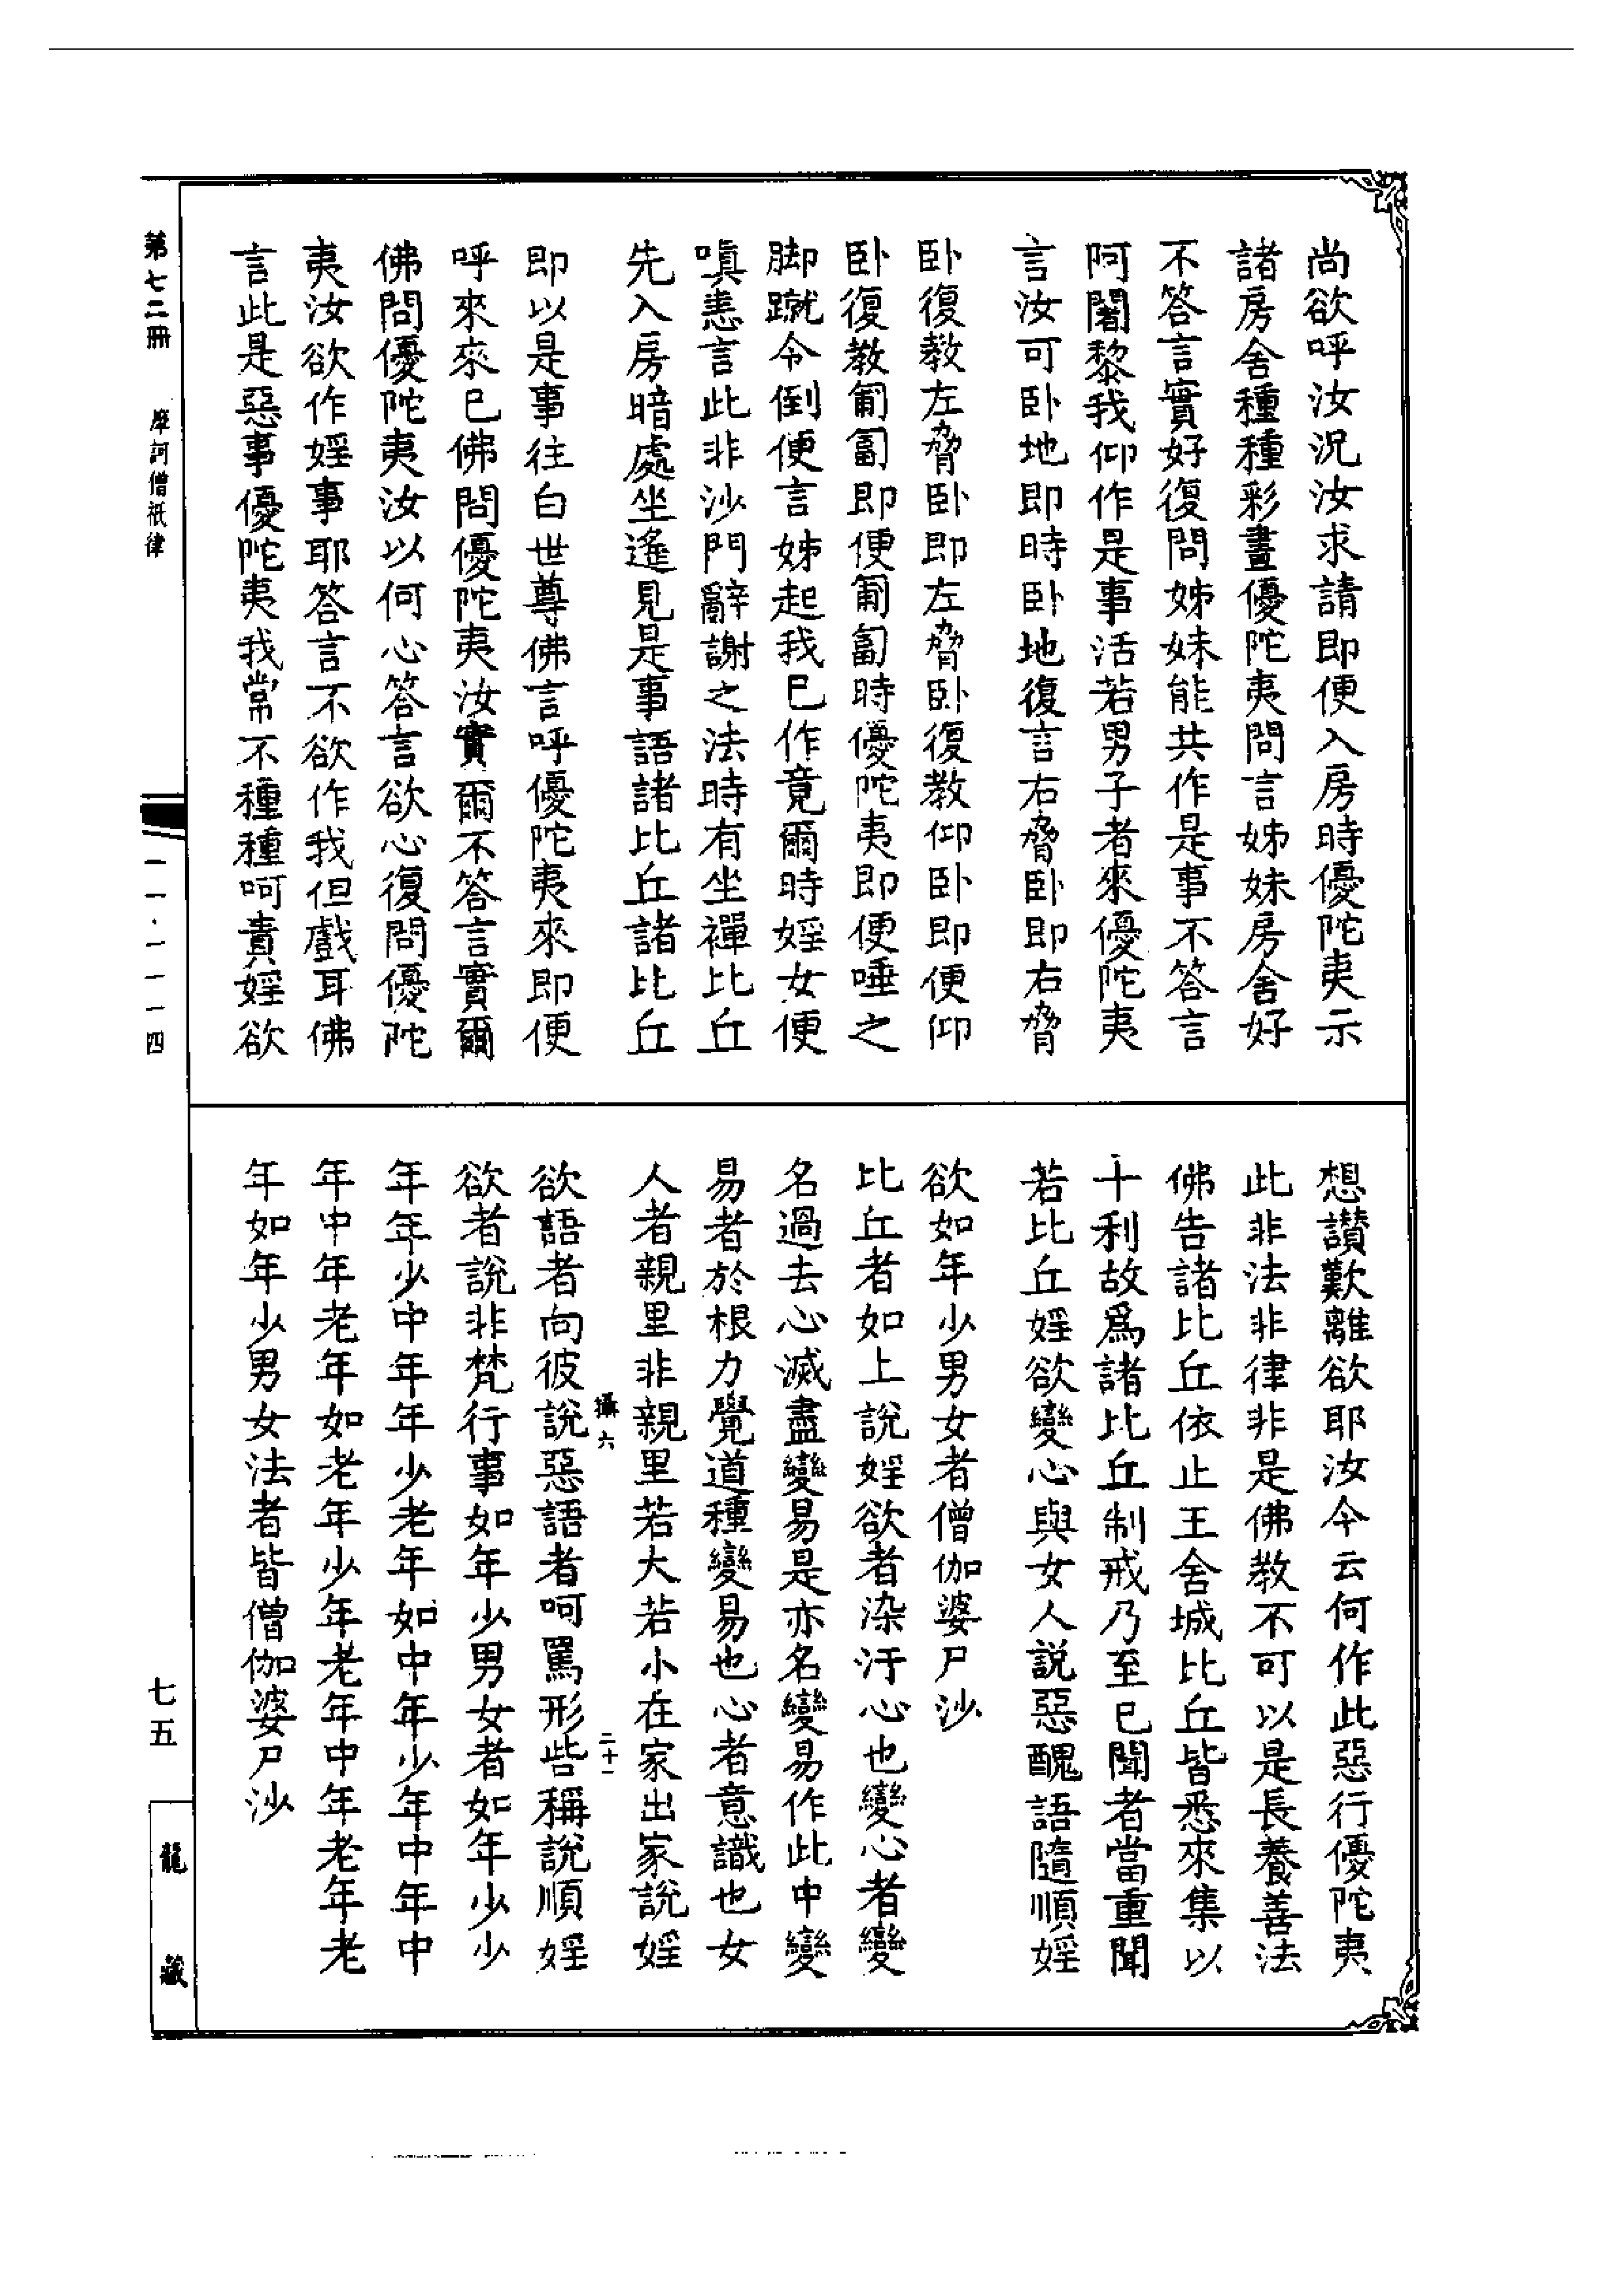 尚欲呼汝況汝求請即便入房時優陀夷示
諸房舍種種彩畫優陀夷問言姊妹房舍好
不答言實好復問姊妹能共作是事不答言
阿闍黎我仰作是事活若男子者來優陀夷
言汝可卧地即時卧地復言右脅卧即右脅
卧復教左脅卧即左脅卧復教仰卧即便仰
卧復教匍匐即便匍匐時優陀夷即便唾之
脚蹴令倒便言姊起我已作竟爾時婬女便
嗔恚言此非沙門辭謝之法時有坐禪比丘
先入房暗處坐遙見是事語諸比丘諸比丘
即以是事往白世尊佛言呼優陀夷來即便
呼來來已佛問優陀夷汝實爾不答言實爾
佛問優陀夷汝以何心答言欲心復問優陀
夷汝欲作婬事耶答言不欲作我但戲耳佛
言此是惡事優陀夷我常不種種呵責婬欲
想讚歎離欲耶汝今云何作此惡行優陀夷
此非法非律非是佛教不可以是長養善法
佛告諸比丘依止王舍城比丘皆悉來集以
十利故爲諸比丘制戒乃至已聞者當重聞
若比丘婬欲變心與女人説惡醜語隨順婬
欲如年少男女者僧伽婆尸沙
比丘者如上說婬欲者染汙心也變心者變
名過去心滅盡變易是亦名變易作此中變
易者於根力覺道種變易也心者意識也女
人者親里非親里若大若小在家出家說婬
攝六 二十一
欲語者向彼說惡語者呵罵形呰稱說順婬
欲者說非梵行事如年少男女者如年少少
年年少中年年少老年如中年少年中年中
年中年老年如老年少年老年中年老年老
年如年少男女法者皆僧伽婆尸沙
第七二冊 摩訶僧祇律
一一·一一一四
七五
龍藏